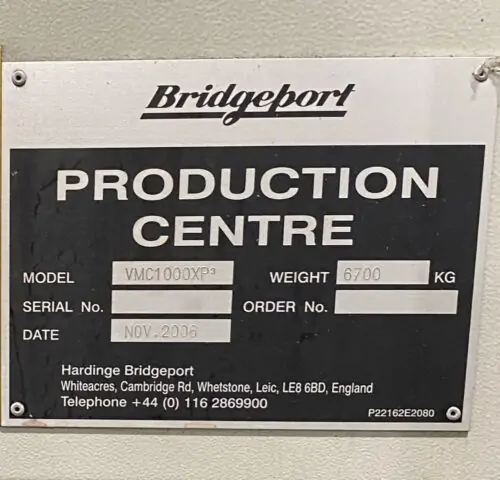 Bridgeport
PRODUCTION
CENTRE
MODEL VMC1000XP³ WEIGHT 6700 KG
SERIAL No. ORDER No.
DATE NOV.2006
Hardinge Bridgeport
Whiteacres, Cambridge Rd, Whetstone, Leic, LE8 6BD, England
Telephone +44 (0) 116 2869900
P22162E2080